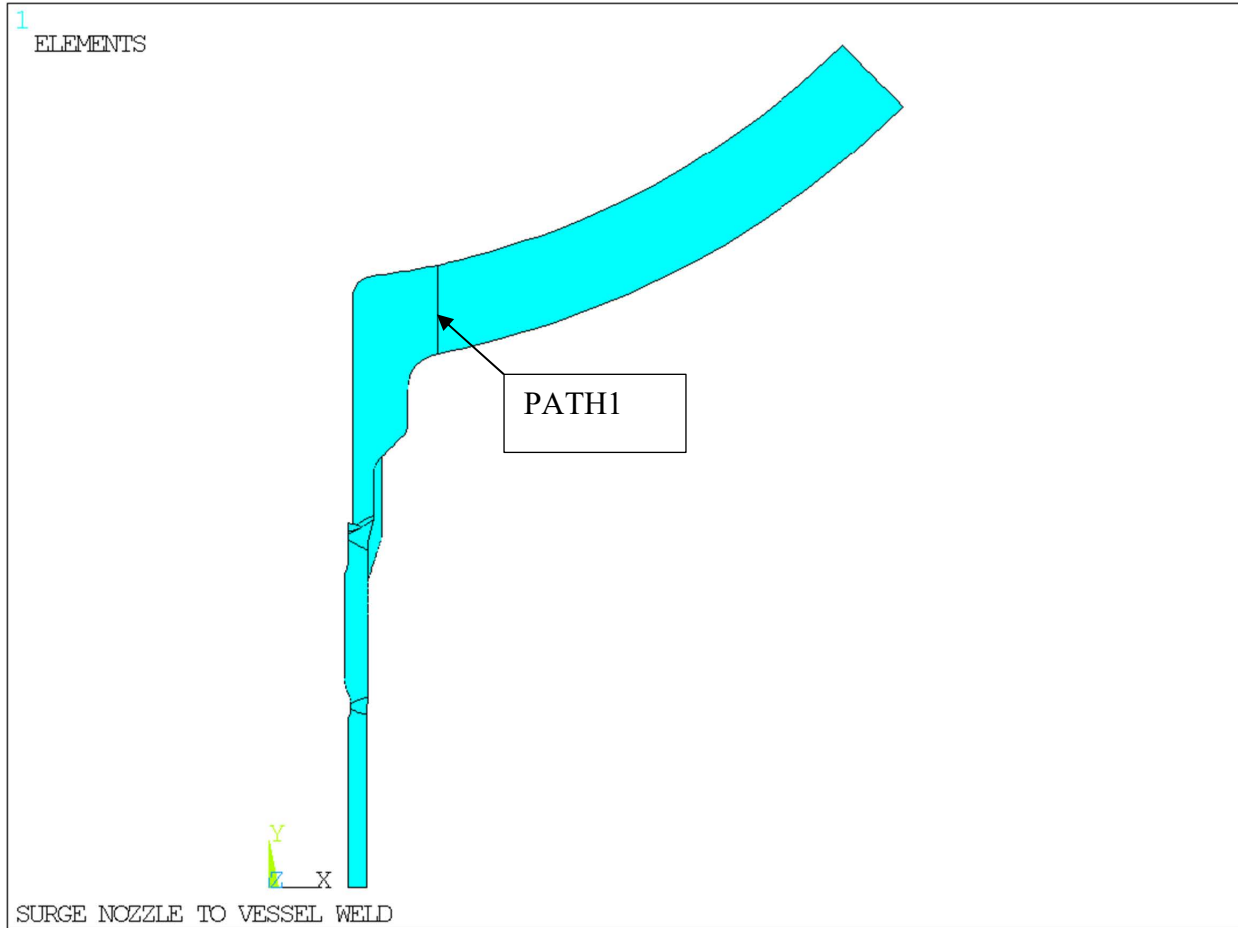 1
ELEMENTS
PATH1
Y
Z X
SURGE NOZZLE TO VESSEL WELD